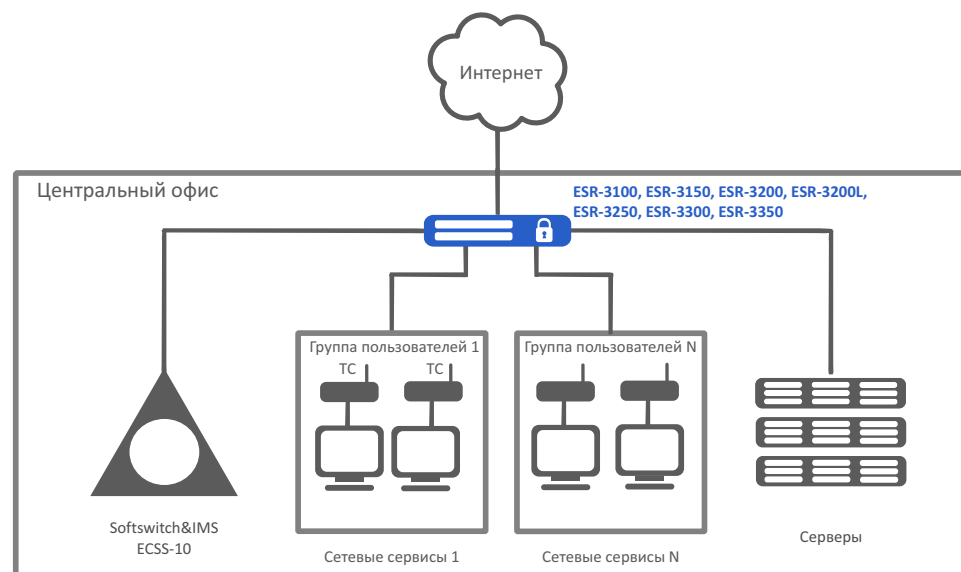 Интернет
Центральный офис
ESR-3100, ESR-3150, ESR-3200, ESR-3200L,
ESR-3250, ESR-3300, ESR-3350
Группа пользователей 1
ТС ТС
Группа пользователей N
Softswitch&IMS
ECSS-10
Сетевые сервисы 1
Сетевые сервисы N
Серверы